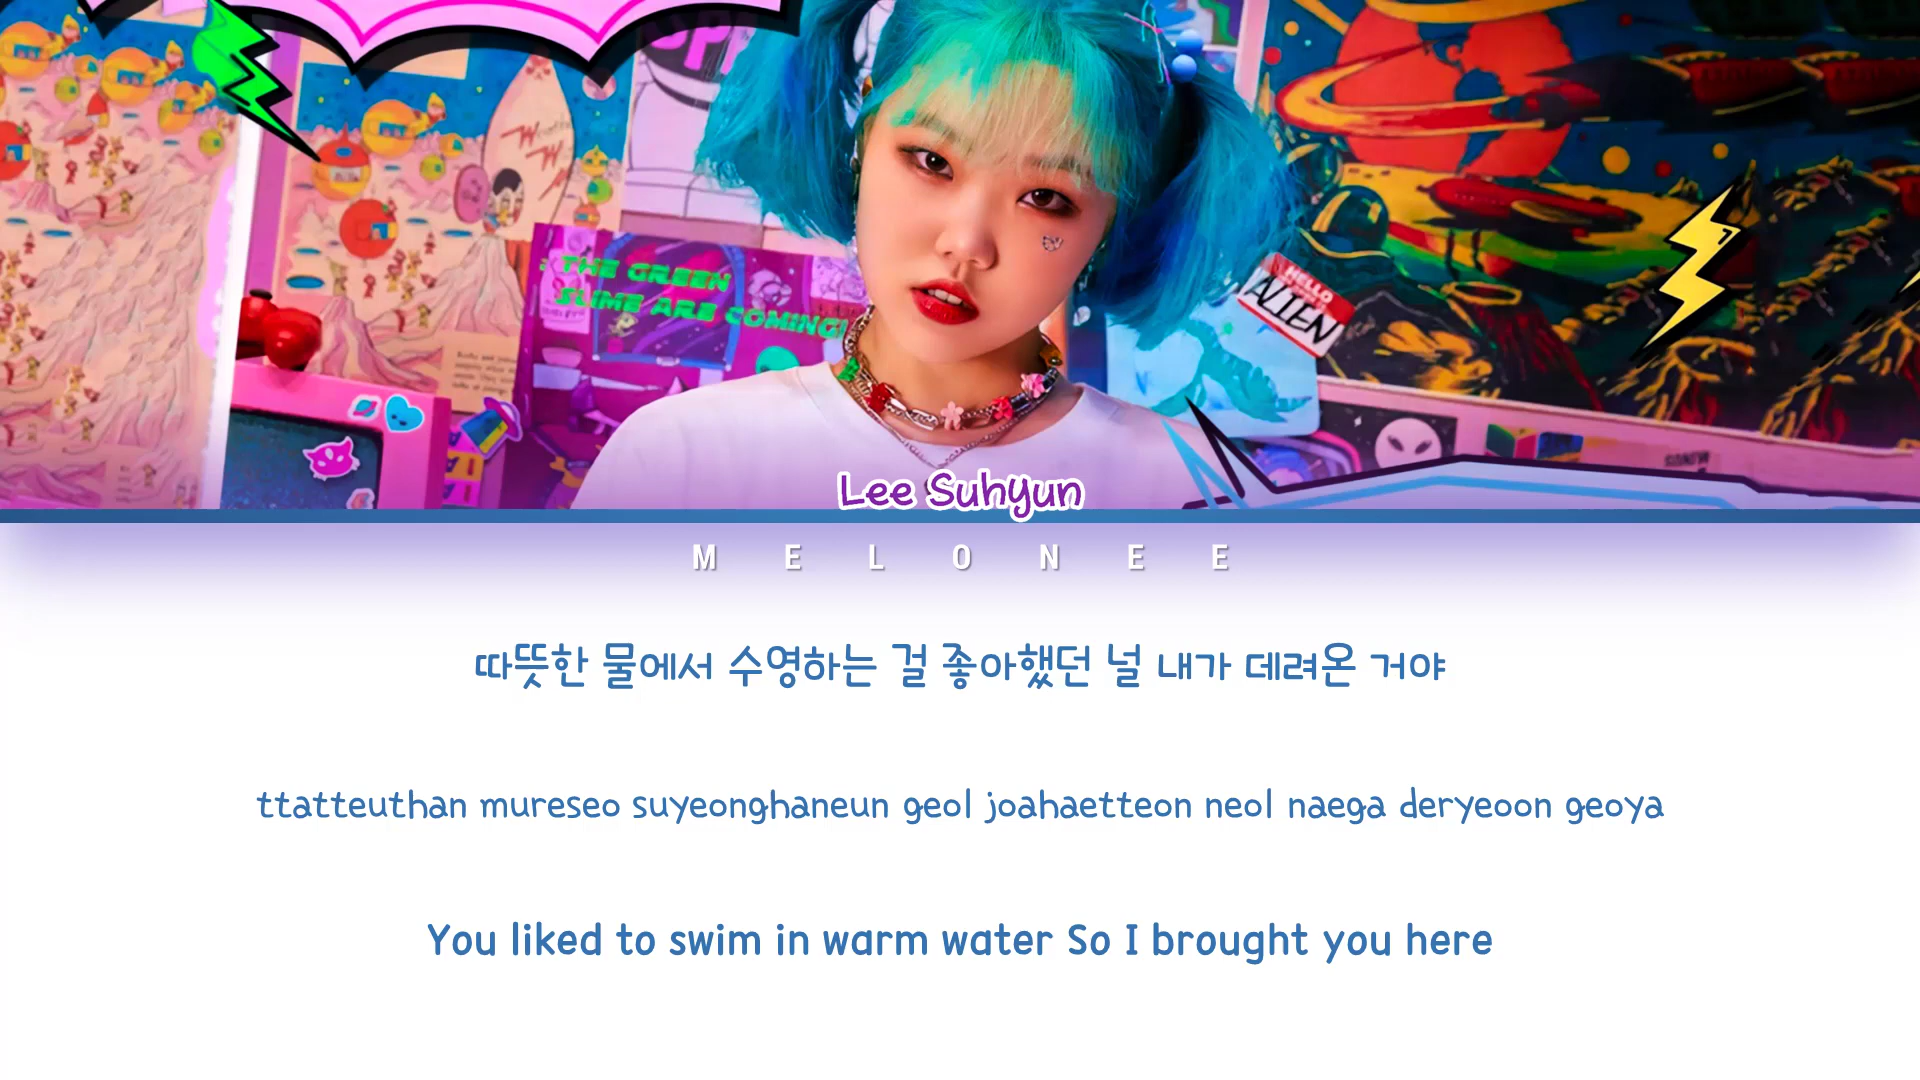 THE GREEN
SLIME ARE COMING!
HELLO
ALIEN
Lee Suhyun
MELONEE
따뜻한 물에서 수영하는 걸 좋아했던 널 내가 데려온 거야
ttatteuthan mureseo suyeonghaneun geol joahaetteon neol naega deryeoon geoya
You liked to swim in warm water So I brought you here